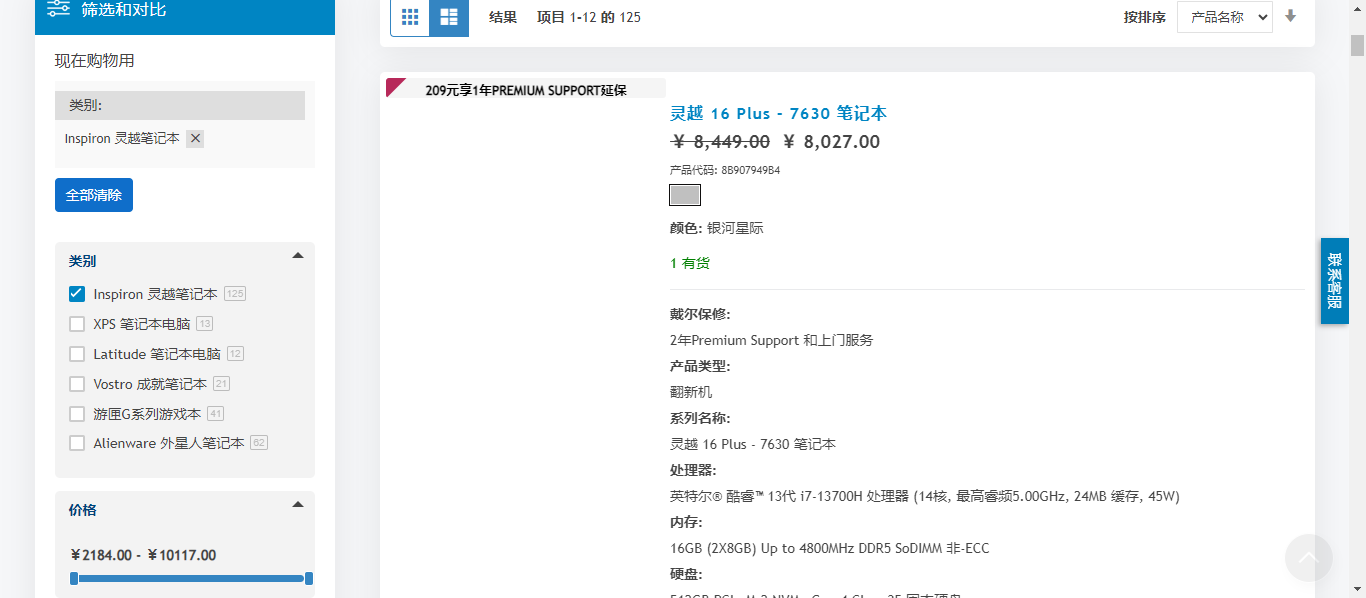 筛选和对比
现在购物用
类别:
Inspiron 灵越笔记本
全部清除
类别
Inspiron 灵越笔记本 125
XPS 笔记本电脑 13
Latitude 笔记本电脑 12
Vostro 成就笔记本 21
游匣G系列游戏本 41
Alienware 外星人笔记本 62
价格
￥2184.00 - ￥10117.00
结果 项目 1-12 的 125
按排序 产品名称
209元享1年PREMIUM SUPPORT延保
灵越 16 Plus - 7630 笔记本
￥ 8,449.00 ￥ 8,027.00
产品代码: 8B907949B4
颜色: 银河星际
1 有货
戴尔保修:
2年Premium Support 和上门服务
产品类型:
翻新机
系列名称:
灵越 16 Plus - 7630 笔记本
处理器:
英特尔® 酷睿™ 13代 i7-13700H 处理器 (14核, 最高睿频5.00GHz, 24MB 缓存, 45W)
内存:
16GB (2X8GB) Up to 4800MHz DDR5 SoDIMM 非-ECC
硬盘:
联系客服